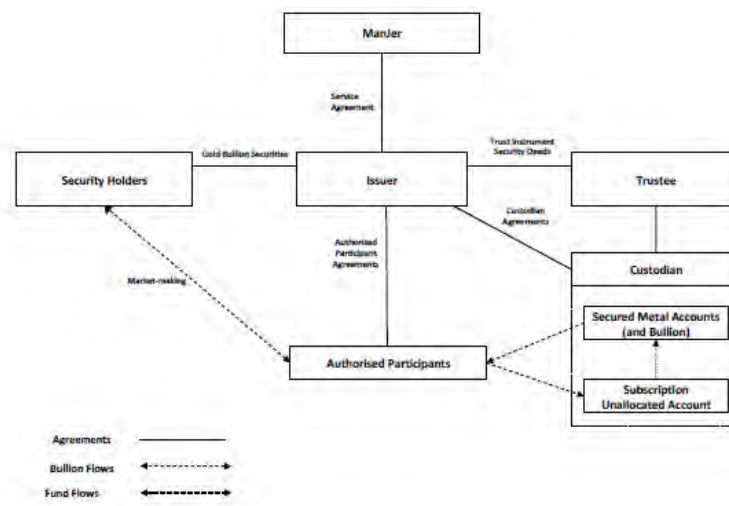 ManJer
Service
Agreement
Gold Bullion Securities
Trust Instrument
Security Deeds
Security Holders
Issuer
Trustee
Custodian
Agreements
Authorised
Participant
Agreements
Custodian
Market-making
Secured Metal Accounts
(and Bullion)
Authorised Participants
Subscription
Unallocated Account
Agreements
Bullion Flows
Fund Flows